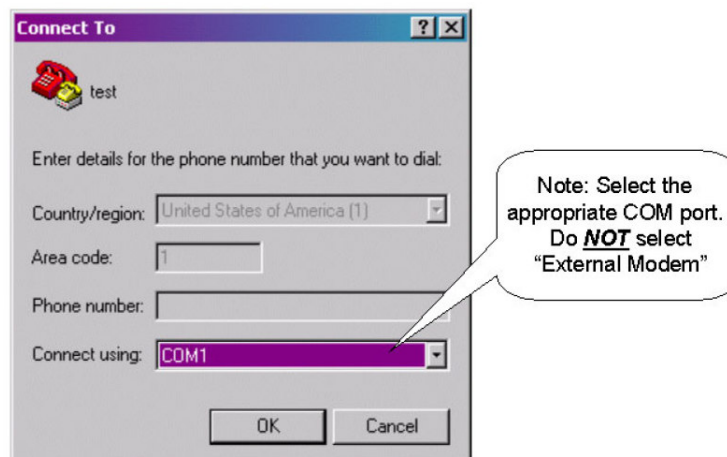 Connect To
test
Enter details for the phone number that you want to dial:
Country/region: United States of America (1)
Area code: 1
Phone number:
Connect using: COM1
OK Cancel
Note: Select the
appropriate COM port.
Do NOT select
“External Modem”